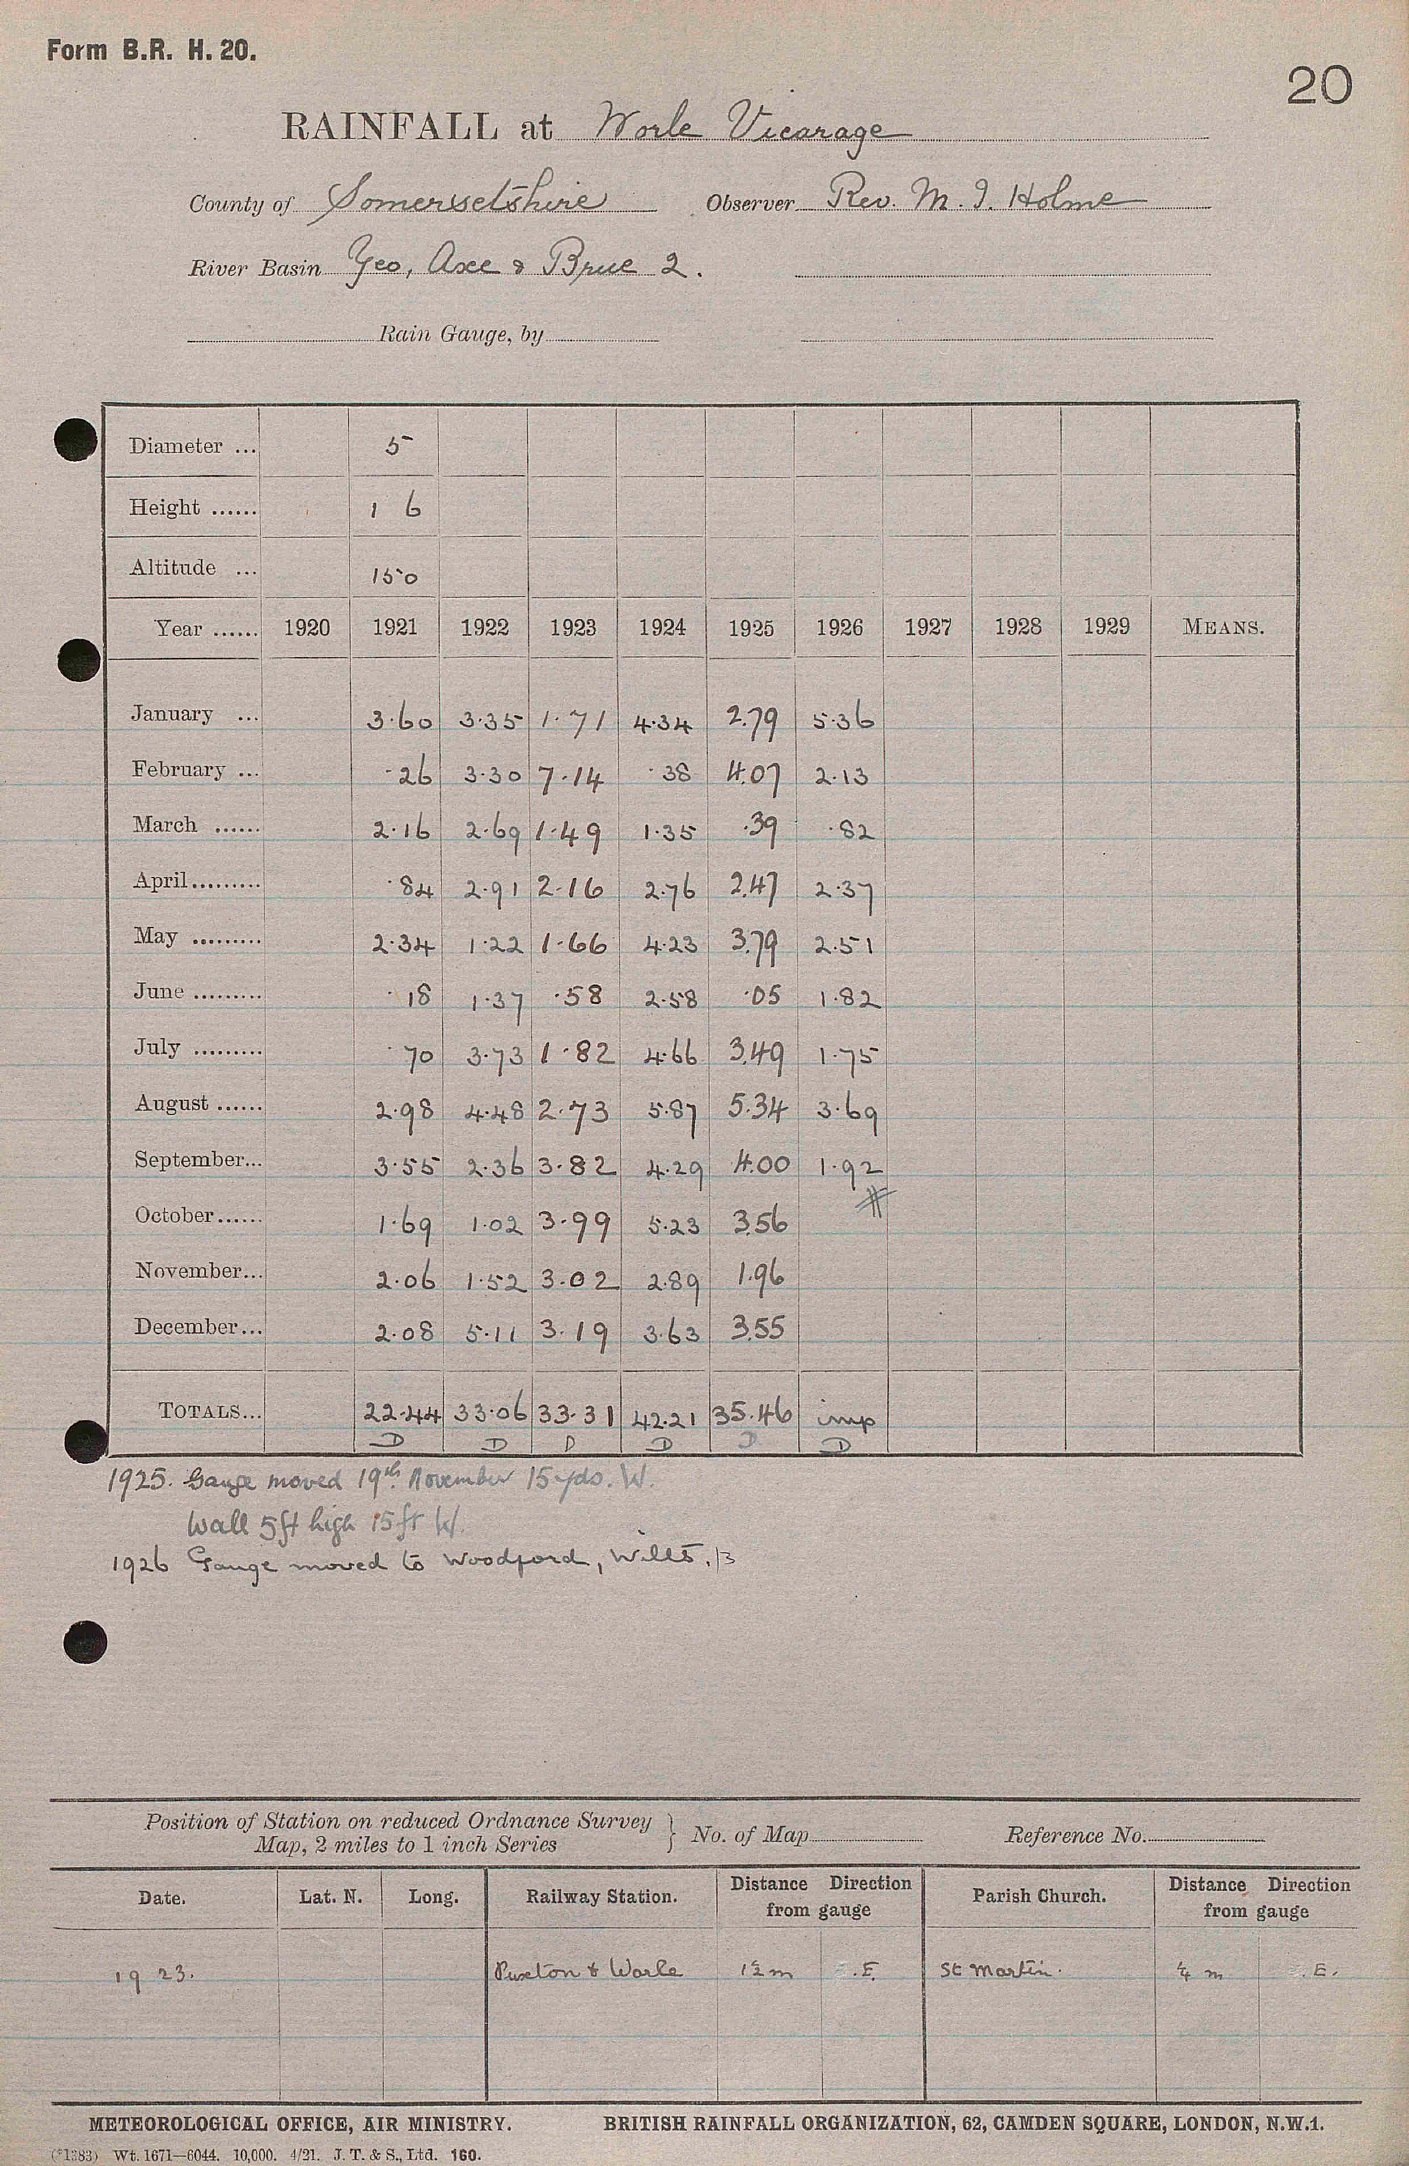 Form B.R. H. 20.
20
RAINFALL at Worle Vicarage
County of Somersetshire Observer Rev. M. I. Holme
River Basin Yeo, Axe & Brue 2.
Rain Gauge, by
Diameter ... 5
Height ...... 1 6
Altitude ... 150
Year ...... 1920 1921 1922 1923 1924 1925 1926 1927 1928 1929 MEANS.
January ... 3.60 3.35 1.71 4.34 2.79 5.36
February ... .26 3.30 7.14 .38 4.07 2.13
March ...... 2.16 2.69 1.49 1.35 .39 .82
April......... .84 2.91 2.16 2.76 2.47 2.37
May ......... 2.34 1.22 1.66 4.23 3.79 2.51
June ......... .18 1.37 .58 2.58 .05 1.82
July ......... .70 3.73 1.82 4.66 3.49 1.75
August ...... 2.98 4.48 2.73 5.87 5.34 3.69
September... 3.55 2.36 3.82 4.29 4.00 1.92
October...... 1.69 1.02 3.99 5.23 3.56
November... 2.06 1.52 3.02 2.89 1.96
December... 2.08 5.11 3.19 3.63 3.55
TOTALS... 22.44 33.06 33.31 42.21 35.46 imp
D D D D D D
1925. Gauge moved 19th November 15 yds. W.
Wall 5ft high 15ft W.
1926 Gauge moved to Woodford, Wilts.
Position of Station on reduced Ordnance Survey
Map, 2 miles to 1 inch Series } No. of Map Reference No.
Date. Lat. N. Long. Railway Station. Distance Direction from gauge Parish Church. Distance Direction from gauge
1923. Puxton & Worle 1½ m .E. St Martin. ¼ m .E.
METEOROLOGICAL OFFICE, AIR MINISTRY. BRITISH RAINFALL ORGANIZATION, 62, CAMDEN SQUARE, LONDON, N.W.1.
(*1383) Wt. 1671—6044. 10,000. 4/21. J. T. & S., Ltd. 160.